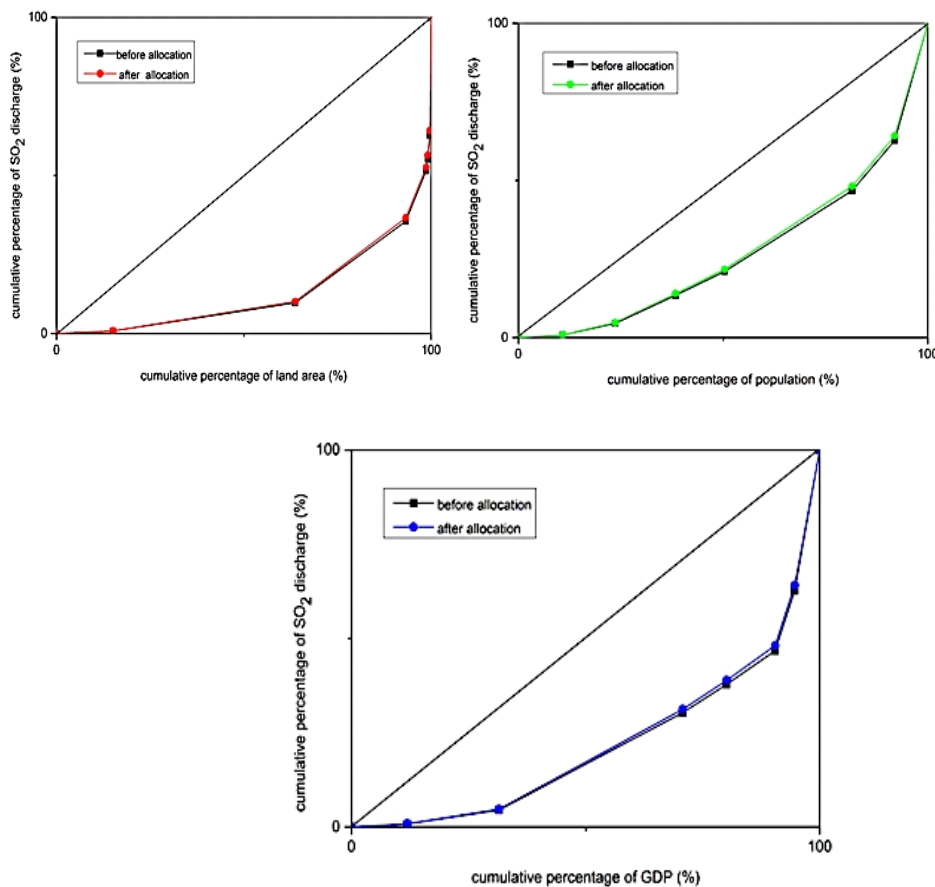 100
before allocation
after allocation
cumulative percentage of SO2 discharge (%)
0
0
100
cumulative percentage of land area (%)
100
before allocation
after allocation
cumulative percentage of SO2 discharge (%)
0
0
100
cumulative percentage of population (%)
100
before allocation
after allocation
cumulative percentage of SO2 discharge (%)
0
0
100
cumulative percentage of GDP (%)